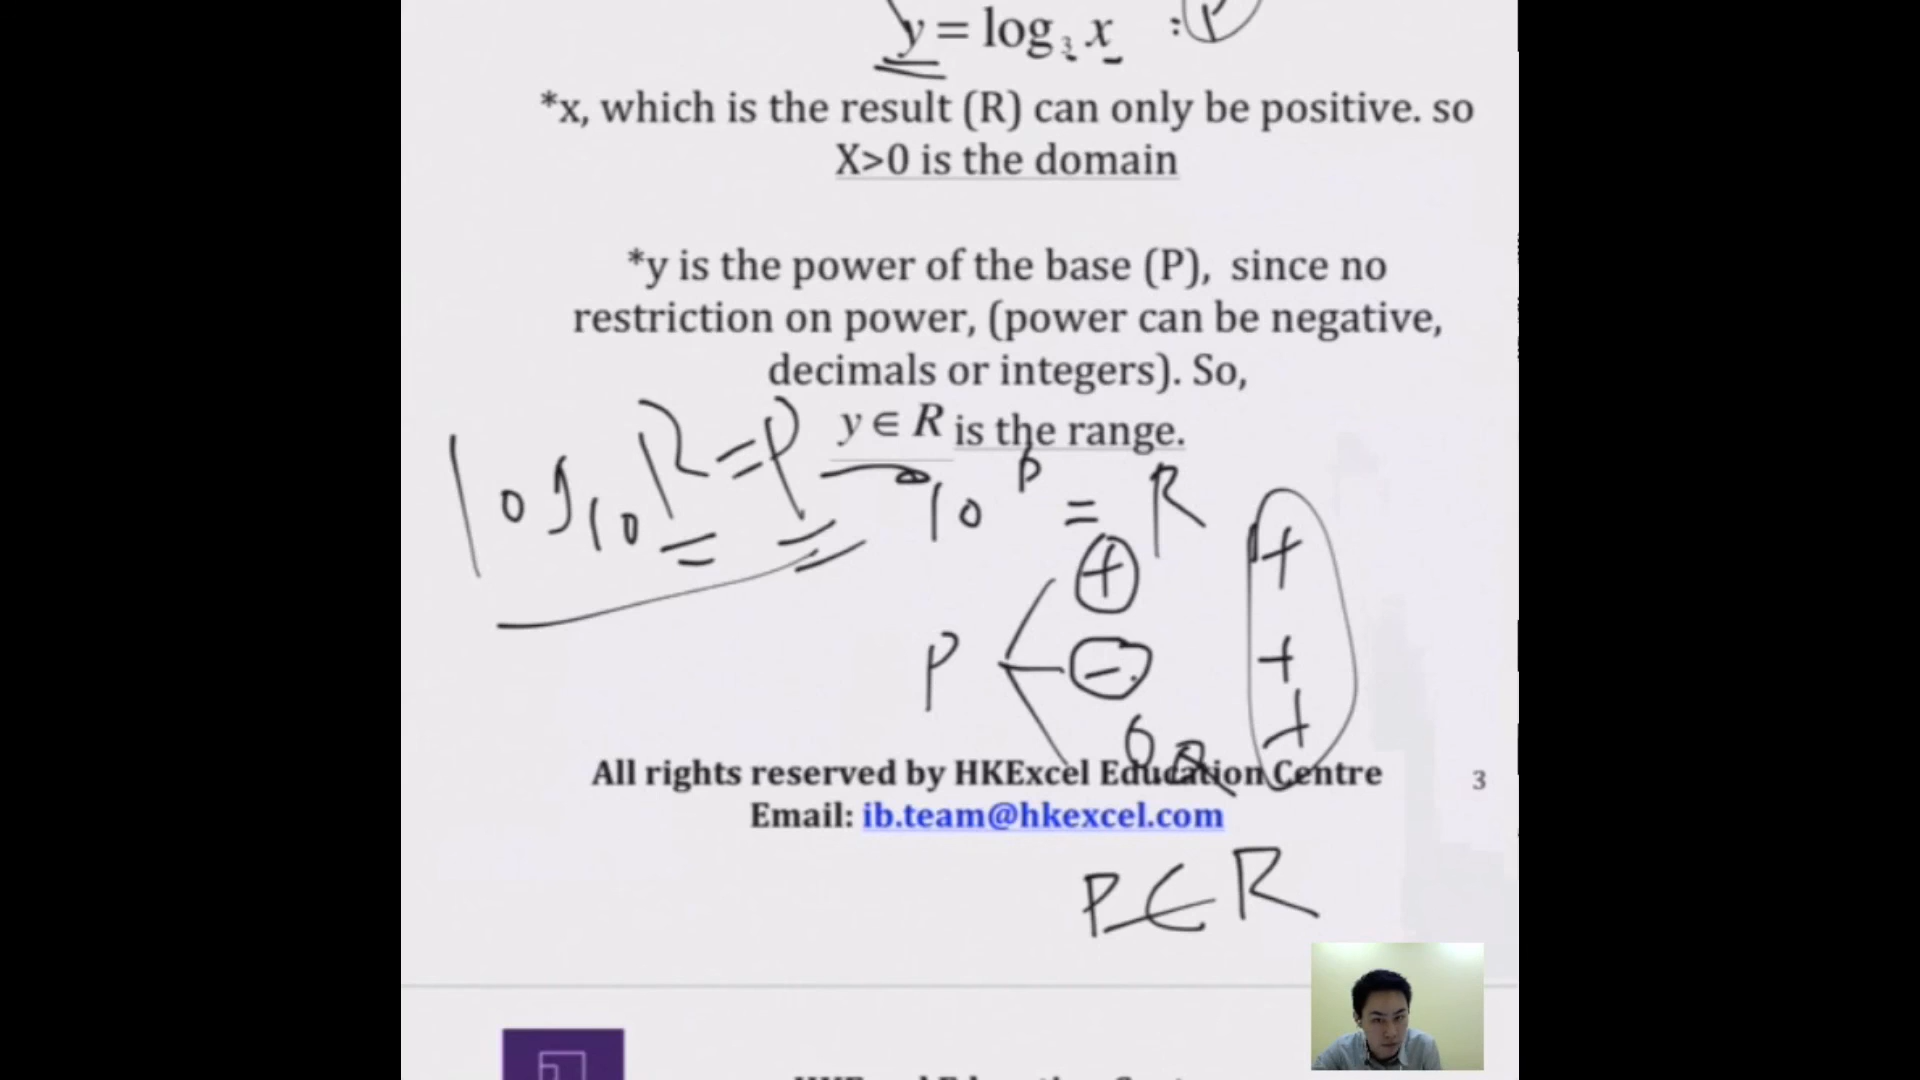 y = log₃ x :P
*x, which is the result (R) can only be positive. so
X>0 is the domain
*y is the power of the base (P), since no
restriction on power, (power can be negative,
decimals or integers). So,
y ∈ R is the range.
log₁₀ R = P 10ᴾ = R
+ +
P − +
0 +
All rights reserved by HKExcel Education Centre 3
Email: ib.team@hkexcel.com
P ∈ R